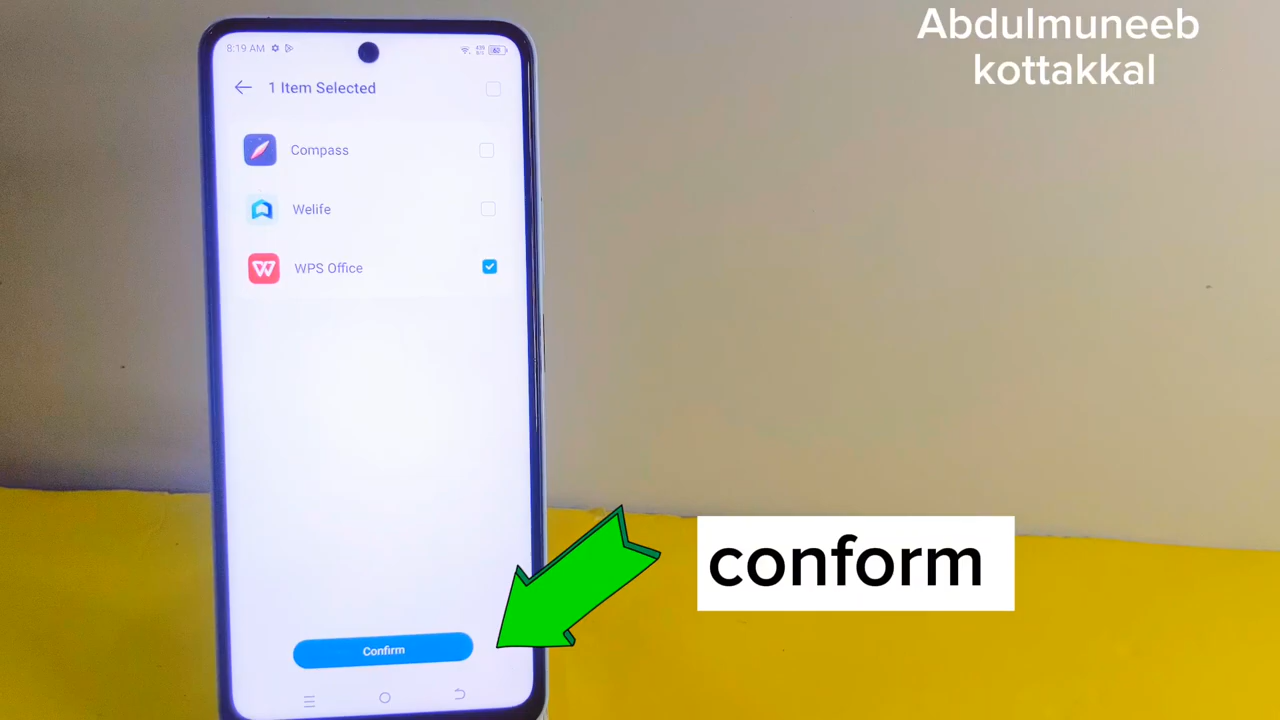 Abdulmuneeb
kottakkal
8:19 AM
1 Item Selected
Compass
Welife
WPS Office
conform
Confirm